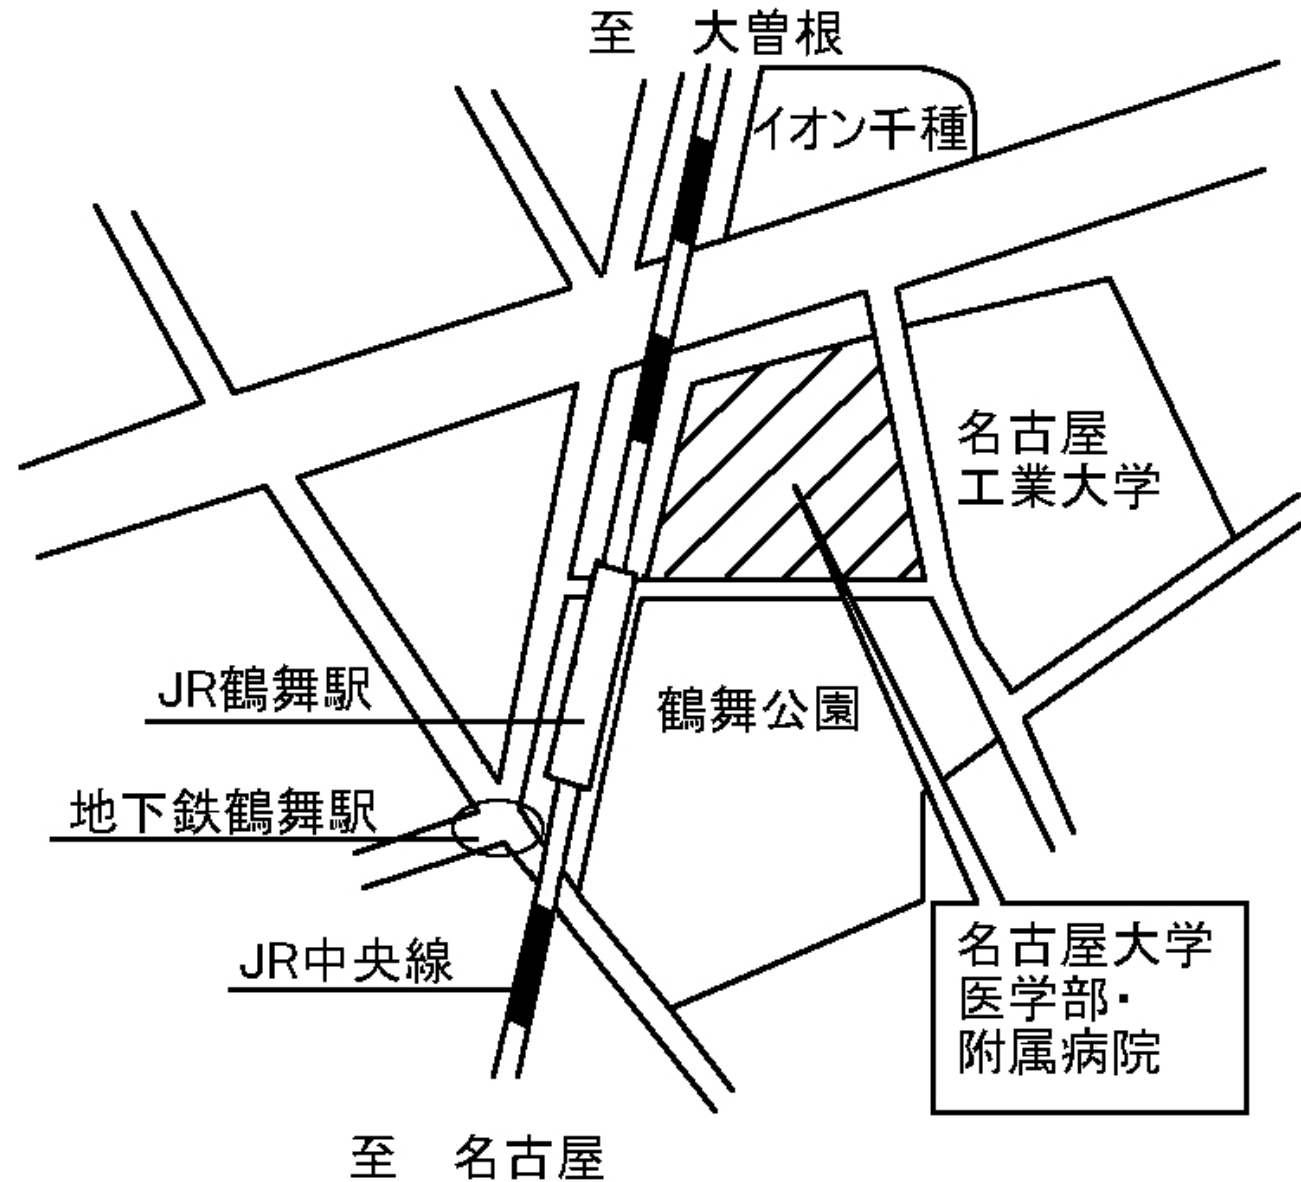 至　大曽根
イオン千種
名古屋
工業大学
JR鶴舞駅
鶴舞公園
地下鉄鶴舞駅
JR中央線
名古屋大学
医学部・
附属病院
至　名古屋